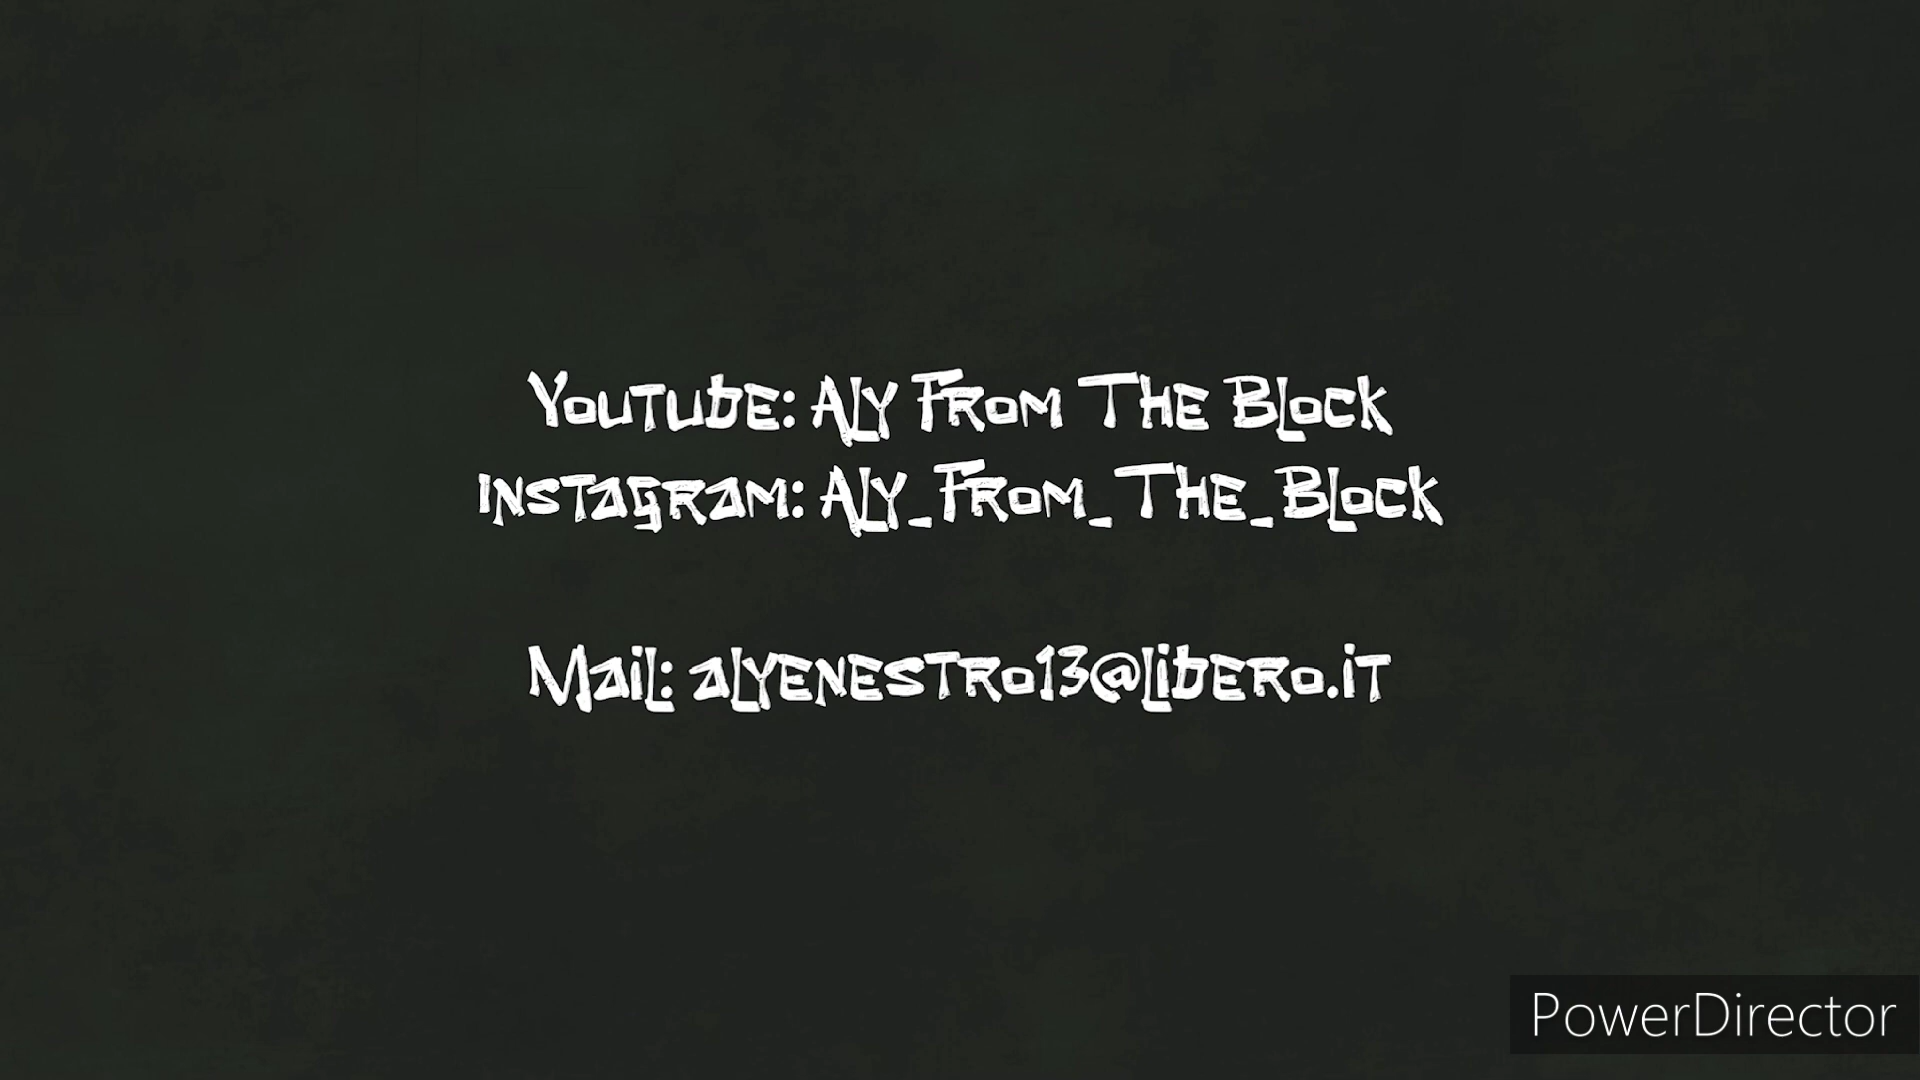 Youtube: Aly From The Block
Instagram: Aly_From_The_Block
Mail: alyenestro13@libero.it
PowerDirector